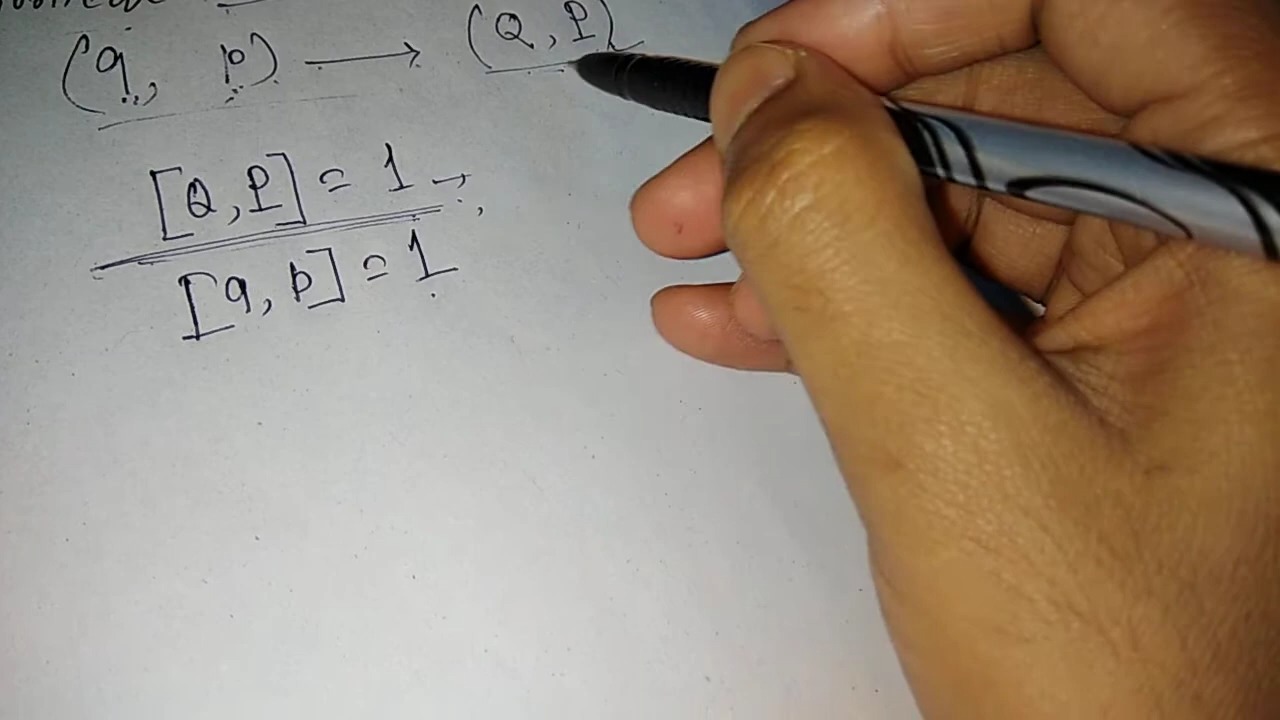 (q, p) → (Q, P)
[Q, P] = 1 →,
[q, p] = 1